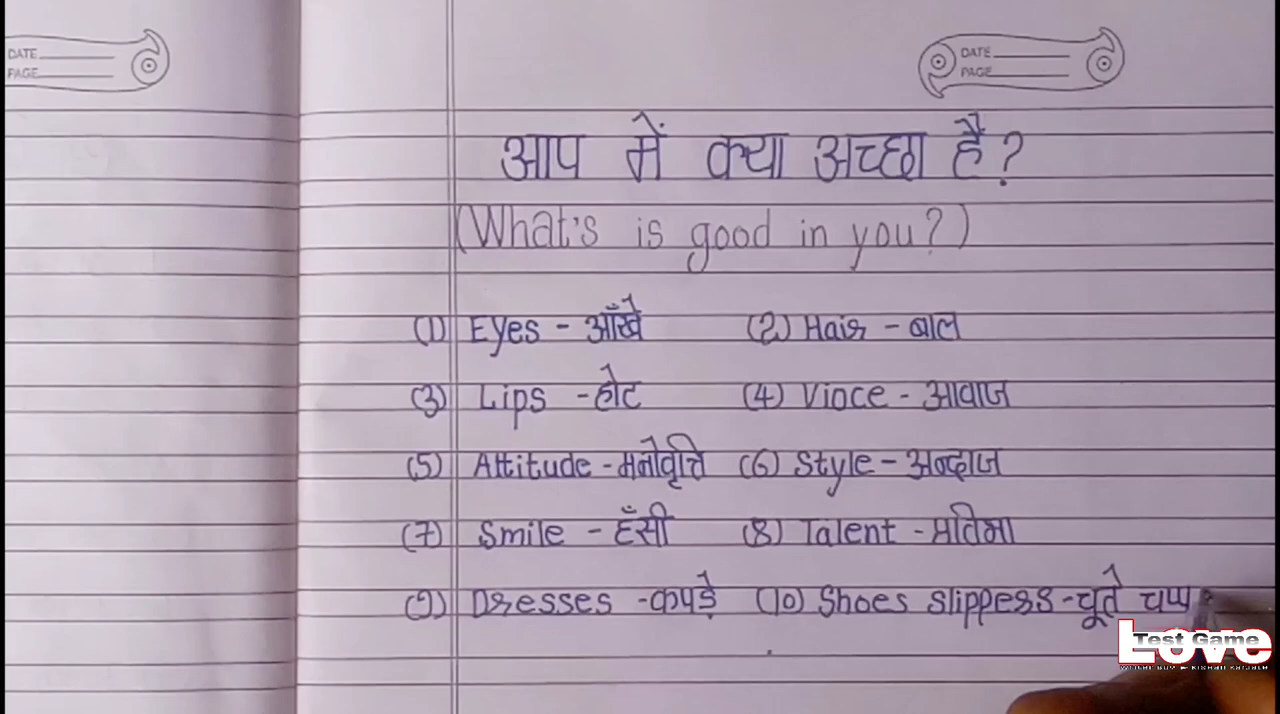 DATE
PAGE
DATE
PAGE
आप में क्या अच्छा है?
(What's is good in you?)
(1) Eyes - आँखे (2) Hair - बाल
(3) Lips - होट (4) Vioce - आवाज
(5) Attitude - मनोवृत्ति (6) Style - अन्दाज
(7) Smile - हँसी (8) Talent - प्रतिमा
(9) Dresses - कपड़े (10) Shoes slippers - चूते चप्प
Love
Test Game